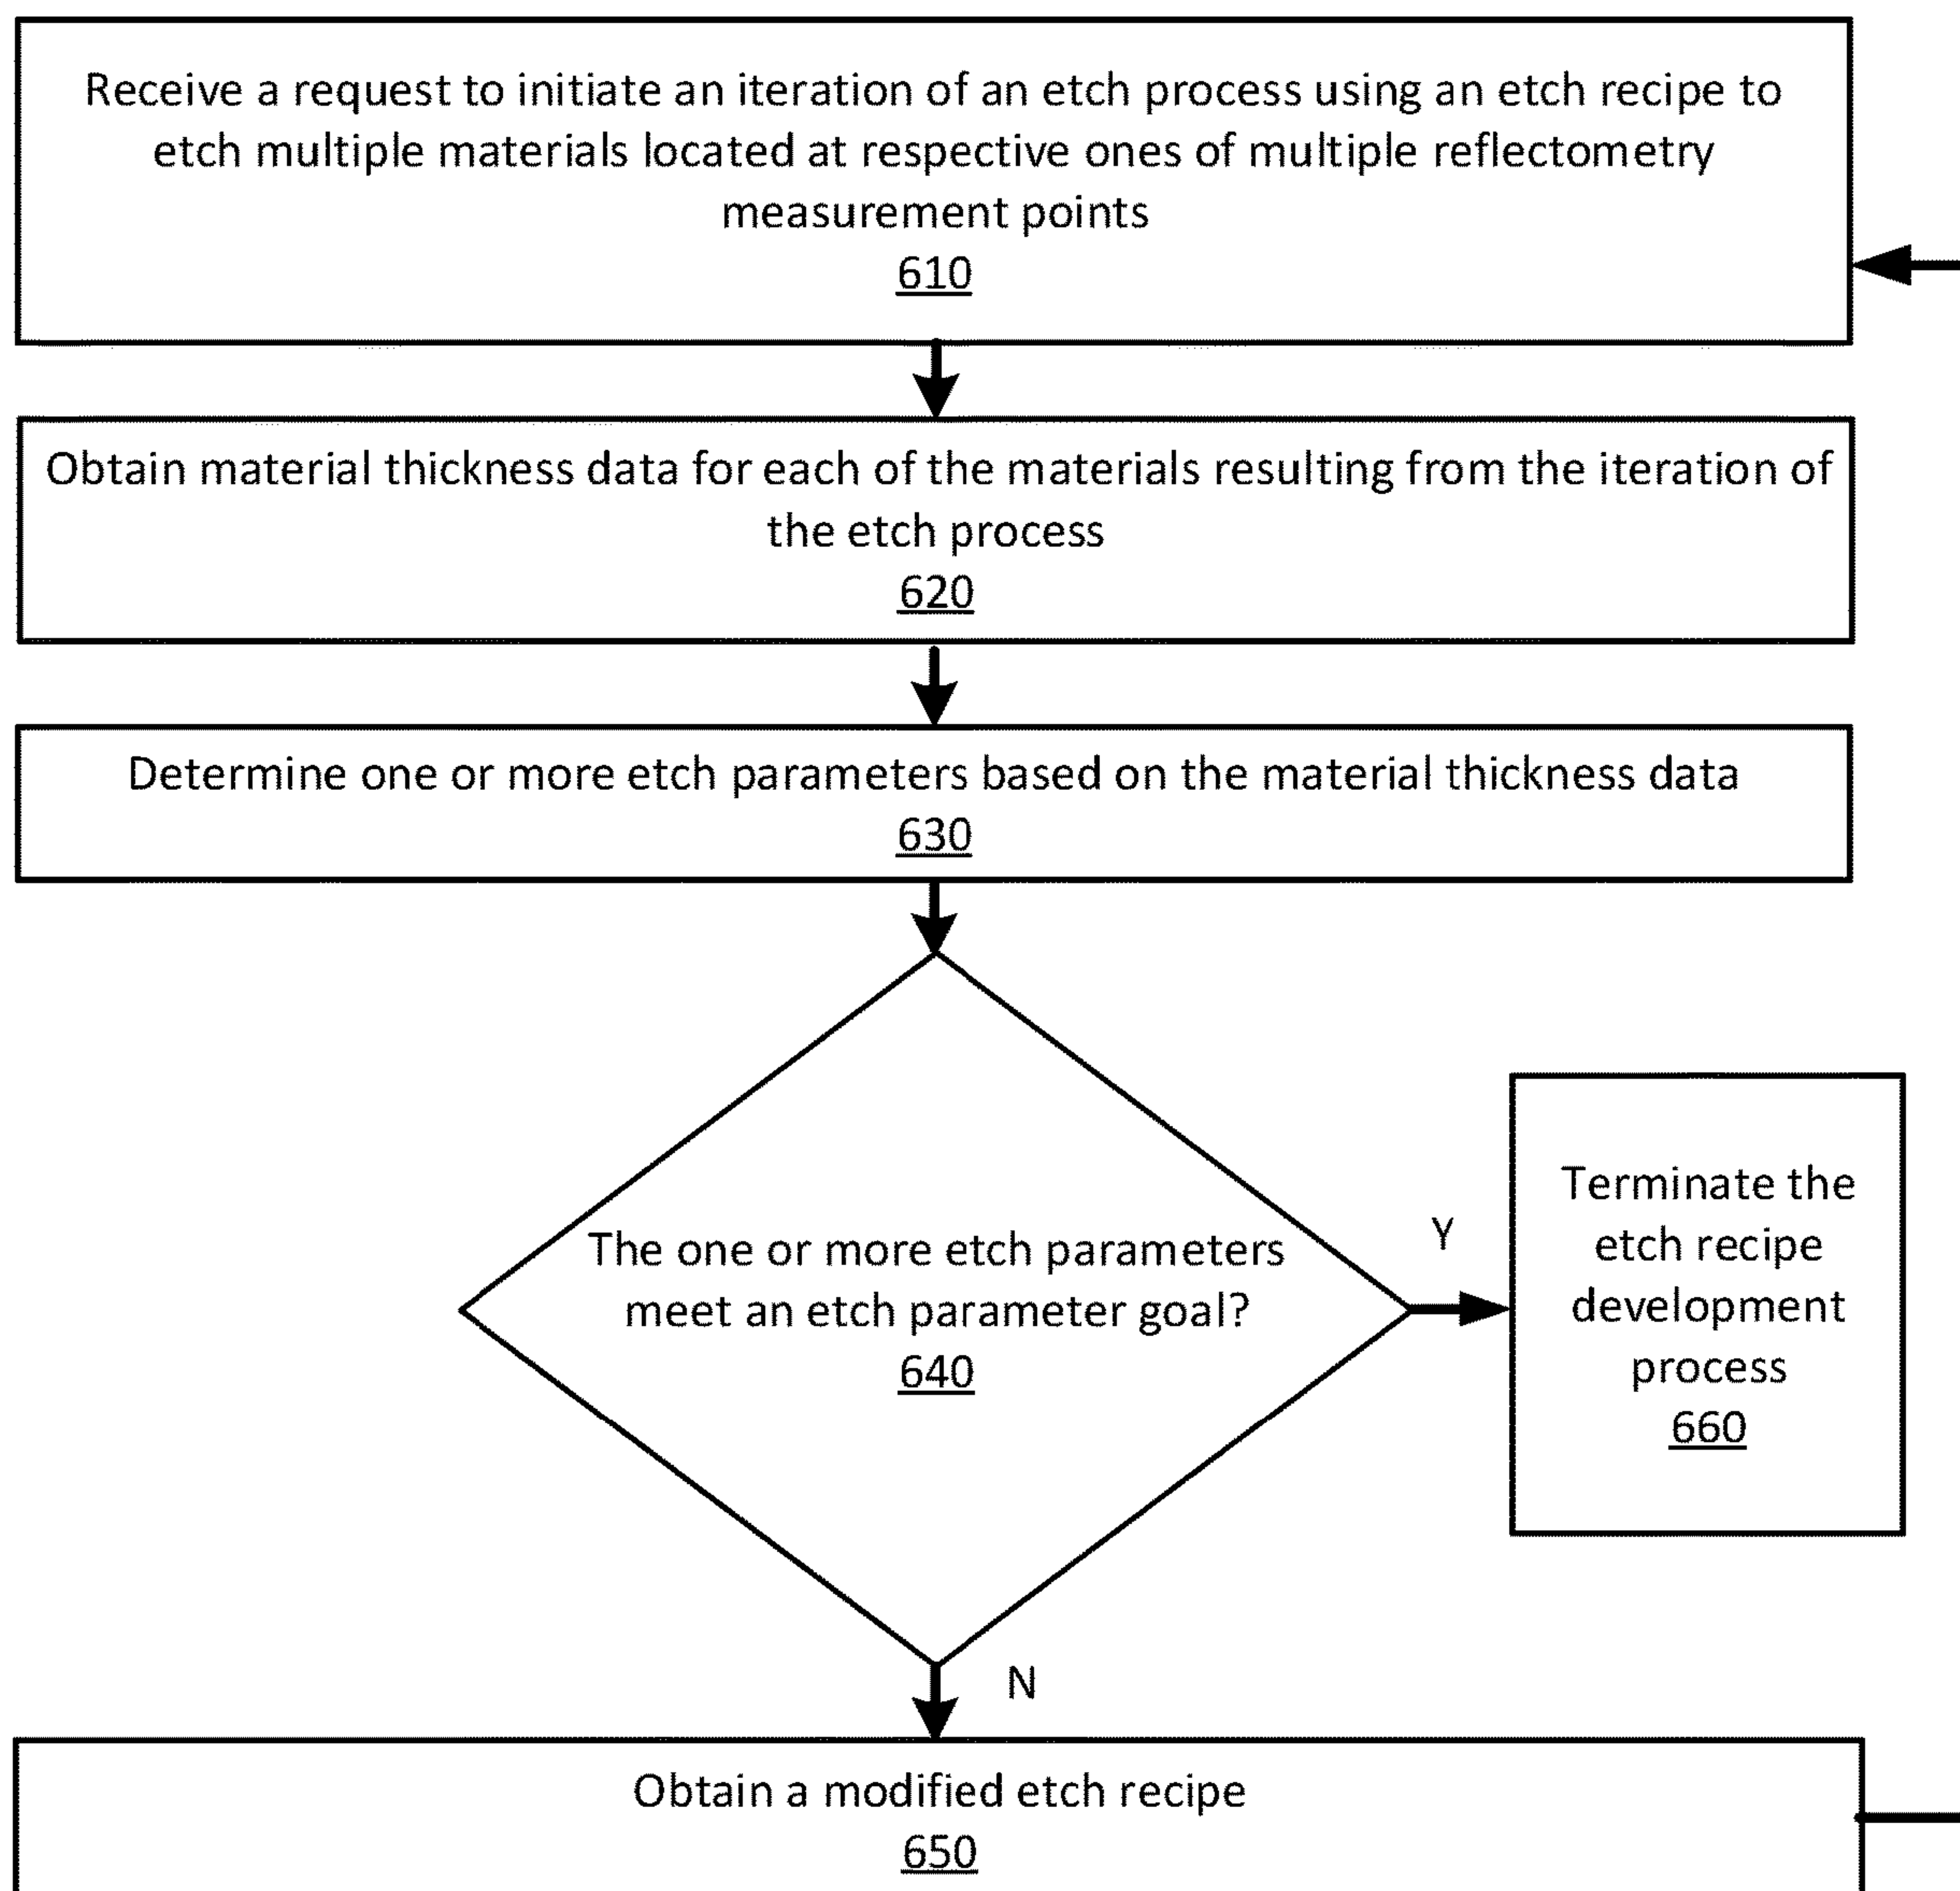 Receive a request to initiate an iteration of an etch process using an etch recipe to
etch multiple materials located at respective ones of multiple reflectometry
measurement points
610
Obtain material thickness data for each of the materials resulting from the iteration of
the etch process
620
Determine one or more etch parameters based on the material thickness data
630
The one or more etch parameters
meet an etch parameter goal?
640
Y
Terminate the
etch recipe
development
process
660
N
Obtain a modified etch recipe
650